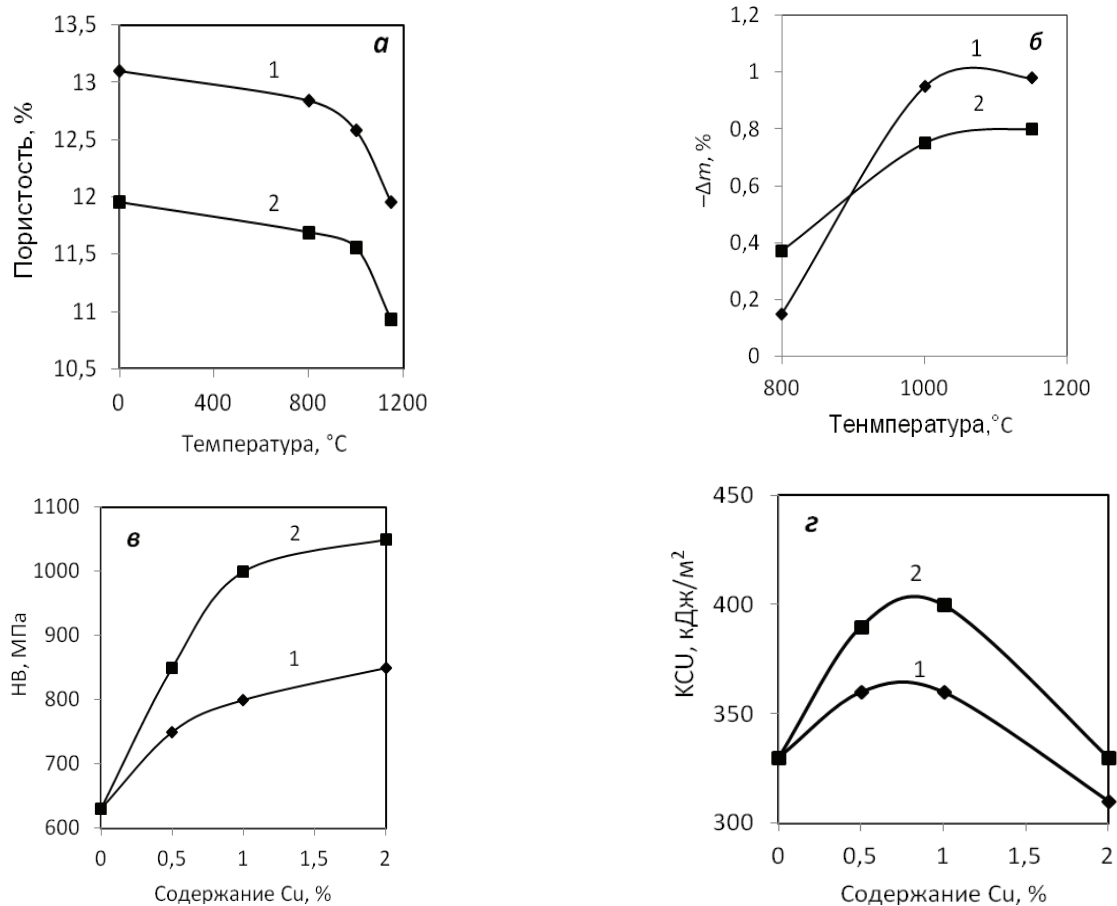 а
Пористость, %
13,5
13
12,5
12
11,5
11
10,5
1
2
0 400 800 1200
Температура, °С
б
–Δm, %
1,2
1
0,8
0,6
0,4
0,2
0
1
2
800 1000 1200
Тенмпература,°С
в
НВ, МПа
1100
1000
900
800
700
600
2
1
0 0,5 1 1,5 2
Содержание Cu, %
г
KCU, кДж/м²
450
400
350
300
2
1
0 0,5 1 1,5 2
Содержание Cu, %